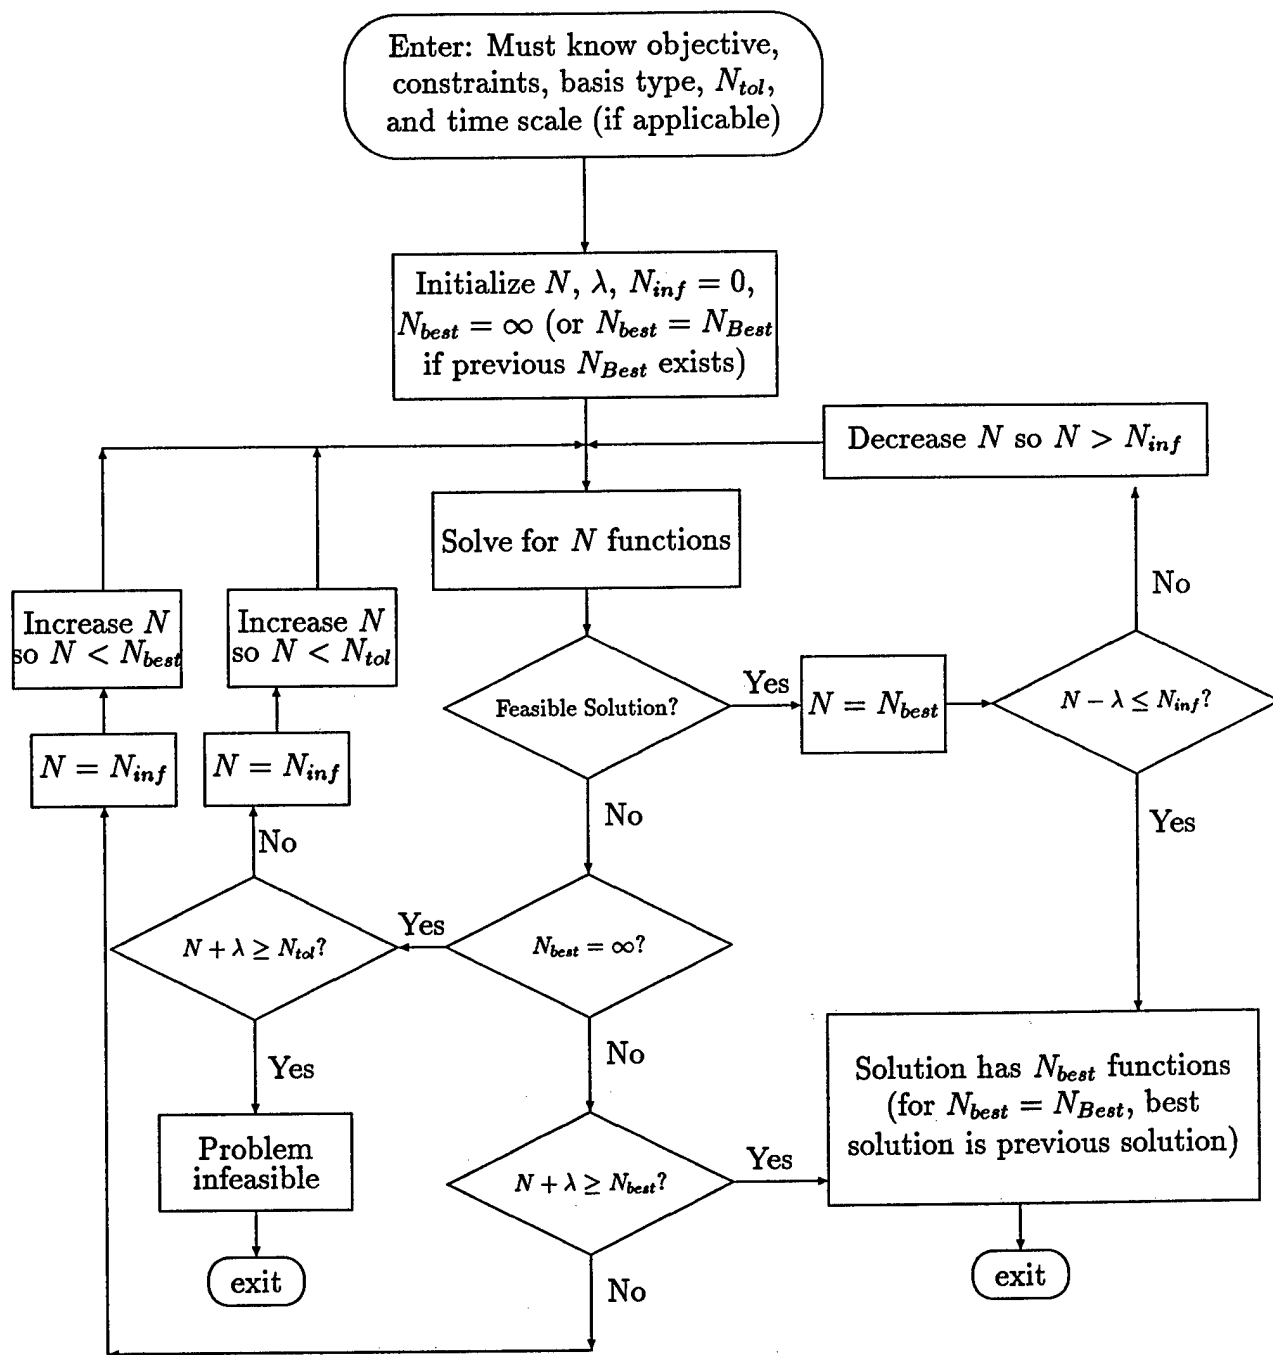 Enter: Must know objective,
constraints, basis type, N_tol,
and time scale (if applicable)
Initialize N, λ, N_inf = 0,
N_best = ∞ (or N_best = N_Best
if previous N_Best exists)
Decrease N so N > N_inf
Solve for N functions
No
Increase N
so N < N_best
Increase N
so N < N_tol
Feasible Solution?
Yes
N = N_best
N − λ ≤ N_inf?
N = N_inf
N = N_inf
No
Yes
No
N + λ ≥ N_tol?
Yes
N_best = ∞?
Yes
No
Solution has N_best functions
(for N_best = N_Best, best
solution is previous solution)
Problem
infeasible
N + λ ≥ N_best?
Yes
exit
exit
No